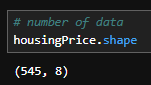 # number of data
housingPrice.shape
(545, 8)